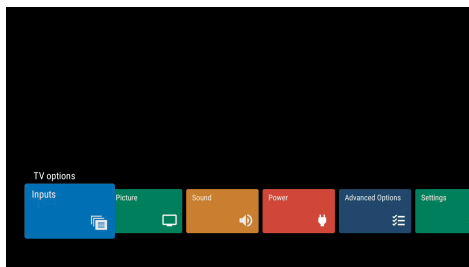 TV options
Inputs
Picture
Sound
Power
Advanced Options
Settings